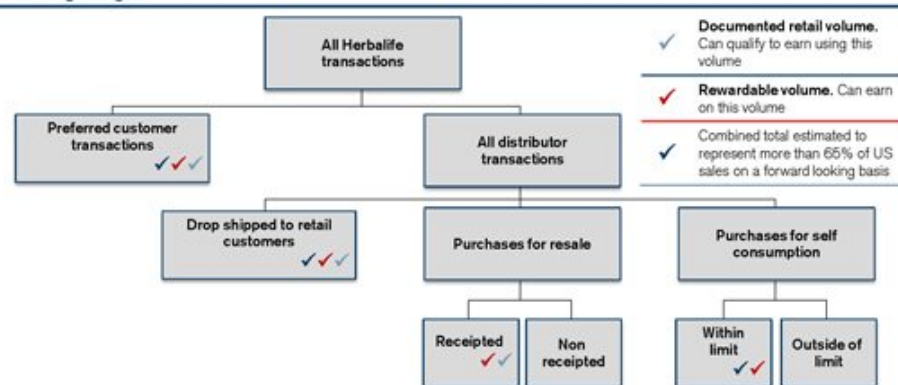 All Herbalife
transactions
Documented retail volume.
Can qualify to earn using this
volume
Rewardable volume. Can earn
on this volume
Combined total estimated to
represent more than 65% of US
sales on a forward looking basis
Preferred customer
transactions
All distributor
transactions
Drop shipped to retail
customers
Purchases for resale
Purchases for self
consumption
Receipted
Non
receipted
Within
limit
Outside of
limit